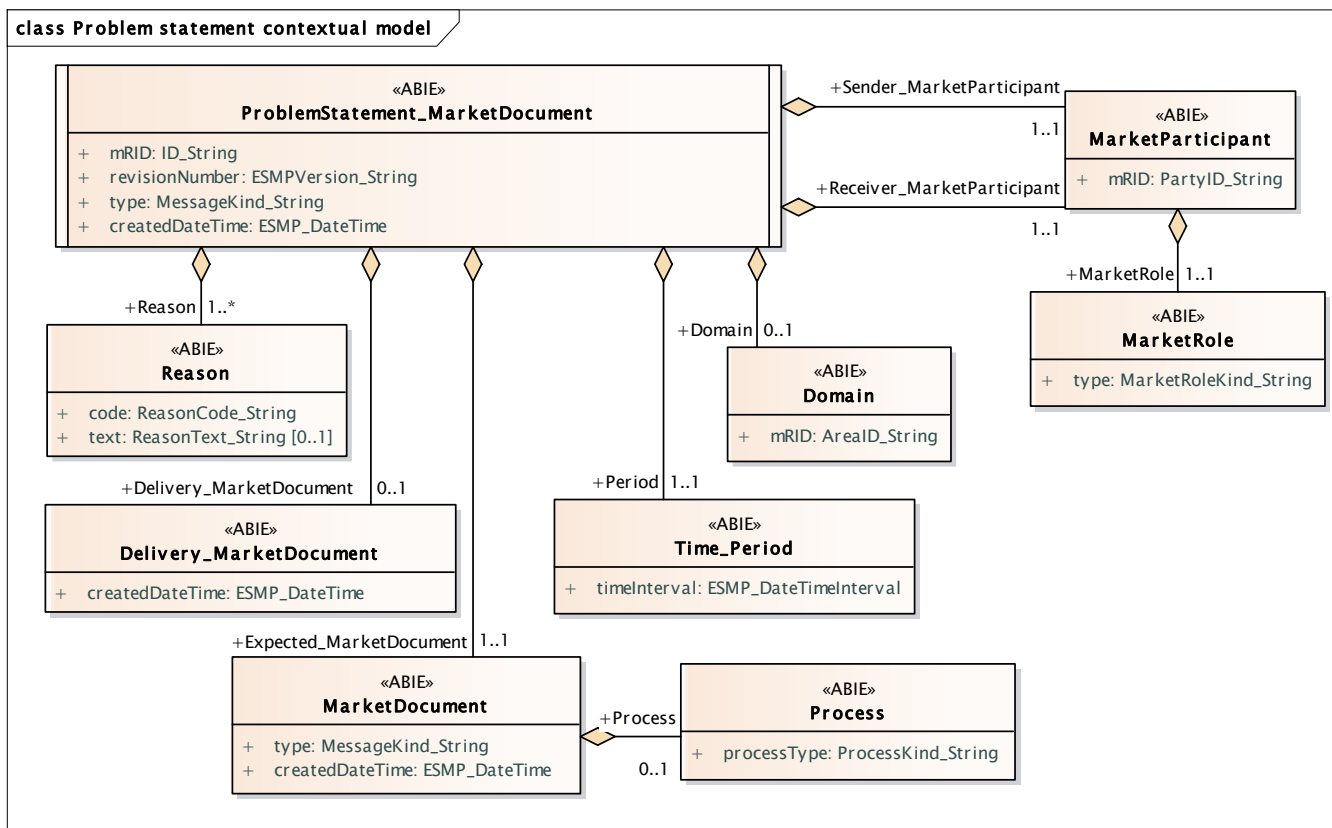 class Problem statement contextual model
«ABIE»
ProblemStatement_MarketDocument
+ mRID: ID_String
+ revisionNumber: ESMPVersion_String
+ type: MessageKind_String
+ createdDateTime: ESMP_DateTime
+Sender_MarketParticipant
1..1
+Receiver_MarketParticipant
1..1
«ABIE»
MarketParticipant
+ mRID: PartyID_String
+MarketRole 1..1
«ABIE»
MarketRole
+ type: MarketRoleKind_String
+Reason 1..*
«ABIE»
Reason
+ code: ReasonCode_String
+ text: ReasonText_String [0..1]
+Domain 0..1
«ABIE»
Domain
+ mRID: AreaID_String
+Delivery_MarketDocument 0..1
«ABIE»
Delivery_MarketDocument
+ createdDateTime: ESMP_DateTime
+Period 1..1
«ABIE»
Time_Period
+ timeInterval: ESMP_DateTimeInterval
+Expected_MarketDocument 1..1
«ABIE»
MarketDocument
+ type: MessageKind_String
+ createdDateTime: ESMP_DateTime
+Process
0..1
«ABIE»
Process
+ processType: ProcessKind_String